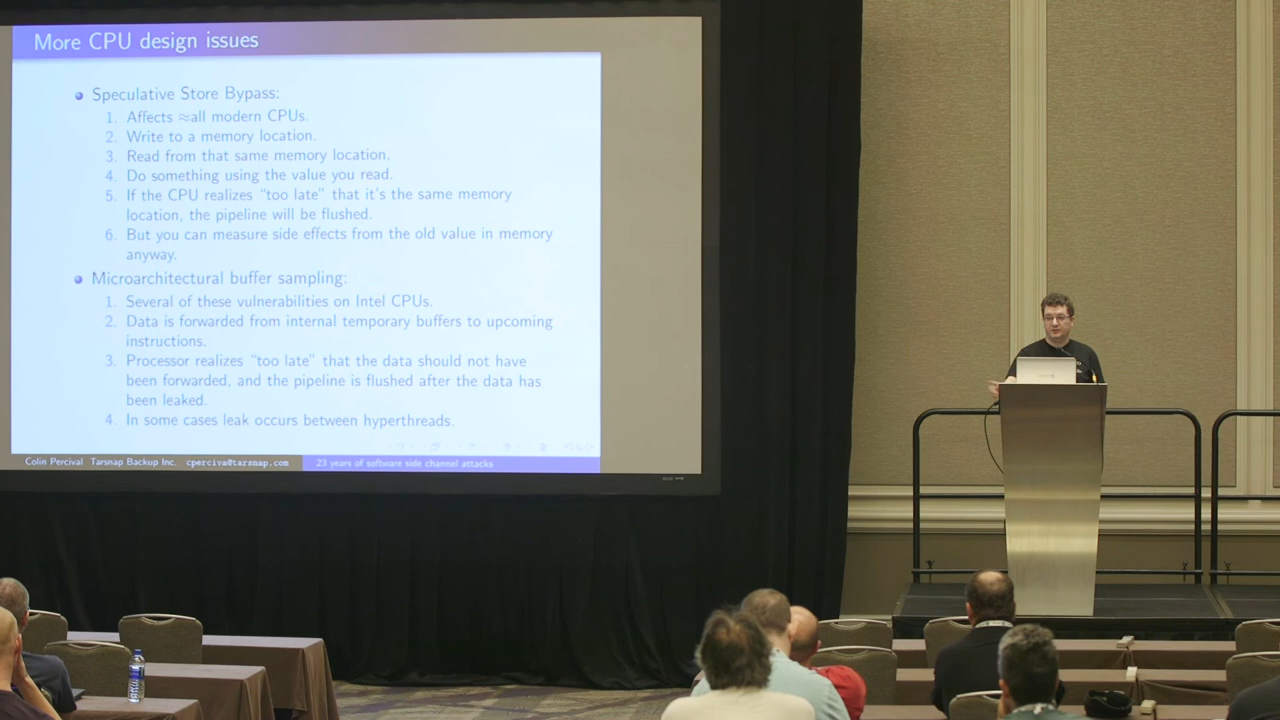 More CPU design issues
Speculative Store Bypass:
1. Affects ≈all modern CPUs.
2. Write to a memory location.
3. Read from that same memory location.
4. Do something using the value you read.
5. If the CPU realizes “too late” that it's the same memory
location, the pipeline will be flushed.
6. But you can measure side effects from the old value in memory
anyway.
Microarchitectural buffer sampling:
1. Several of these vulnerabilities on Intel CPUs.
2. Data is forwarded from internal temporary buffers to upcoming
instructions.
3. Processor realizes “too late” that the data should not have
been forwarded, and the pipeline is flushed after the data has
been leaked.
4. In some cases leak occurs between hyperthreads.
Colin Percival Tarsnap Backup Inc. cperciva@tarsnap.com 23 years of software side channel attacks